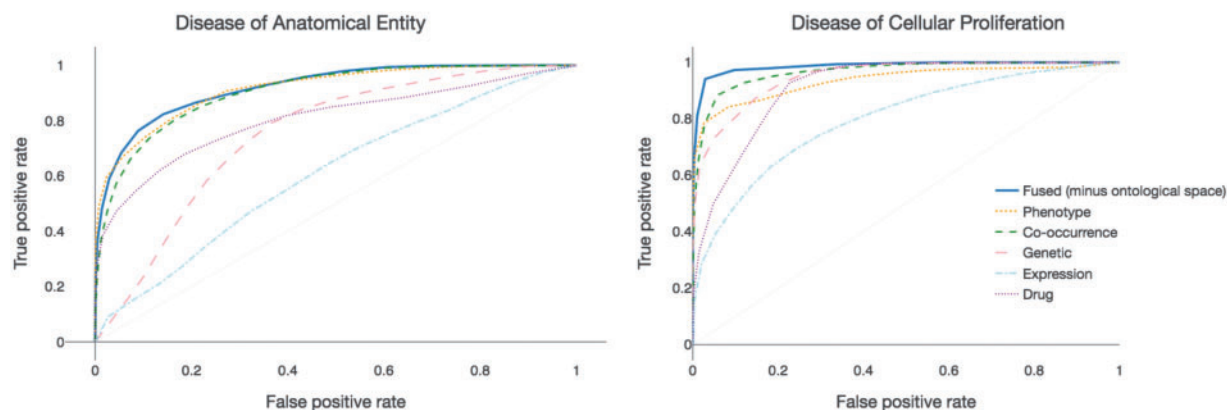 Disease of Anatomical Entity
1
0.8
0.6
0.4
0.2
0
True positive rate
0
0.2
0.4
0.6
0.8
1
False positive rate
Disease of Cellular Proliferation
1
0.8
0.6
0.4
0.2
0
True positive rate
Fused (minus ontological space)
Phenotype
Co-occurrence
Genetic
Expression
Drug
0
0.2
0.4
0.6
0.8
1
False positive rate